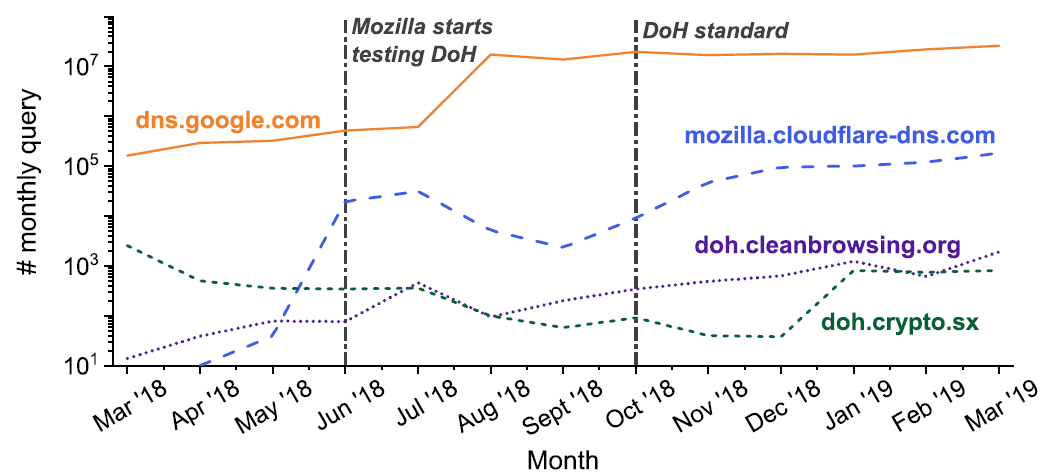 Mozilla starts
testing DoH
DoH standard
10^7
10^5
10^3
10^1
# monthly query
dns.google.com
mozilla.cloudflare-dns.com
doh.cleanbrowsing.org
doh.crypto.sx
Mar '18
Apr '18
May '18
Jun '18
Jul '18
Aug '18
Sept '18
Oct '18
Nov '18
Dec '18
Jan '19
Feb '19
Mar '19
Month